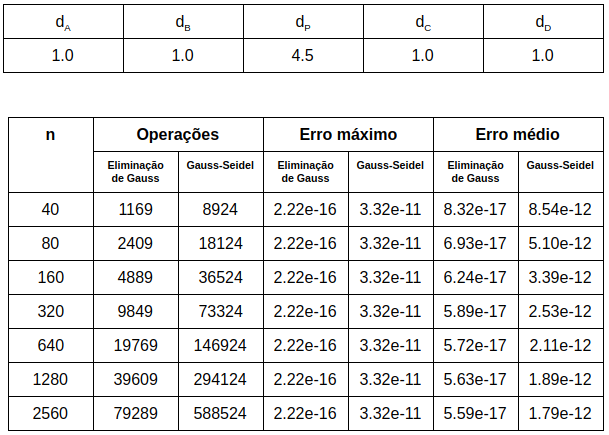 dA dB dP dC dD
1.0 1.0 4.5 1.0 1.0
n Operações Erro máximo Erro médio
Eliminação de Gauss Gauss-Seidel Eliminação de Gauss Gauss-Seidel Eliminação de Gauss Gauss-Seidel
40 1169 8924 2.22e-16 3.32e-11 8.32e-17 8.54e-12
80 2409 18124 2.22e-16 3.32e-11 6.93e-17 5.10e-12
160 4889 36524 2.22e-16 3.32e-11 6.24e-17 3.39e-12
320 9849 73324 2.22e-16 3.32e-11 5.89e-17 2.53e-12
640 19769 146924 2.22e-16 3.32e-11 5.72e-17 2.11e-12
1280 39609 294124 2.22e-16 3.32e-11 5.63e-17 1.89e-12
2560 79289 588524 2.22e-16 3.32e-11 5.59e-17 1.79e-12